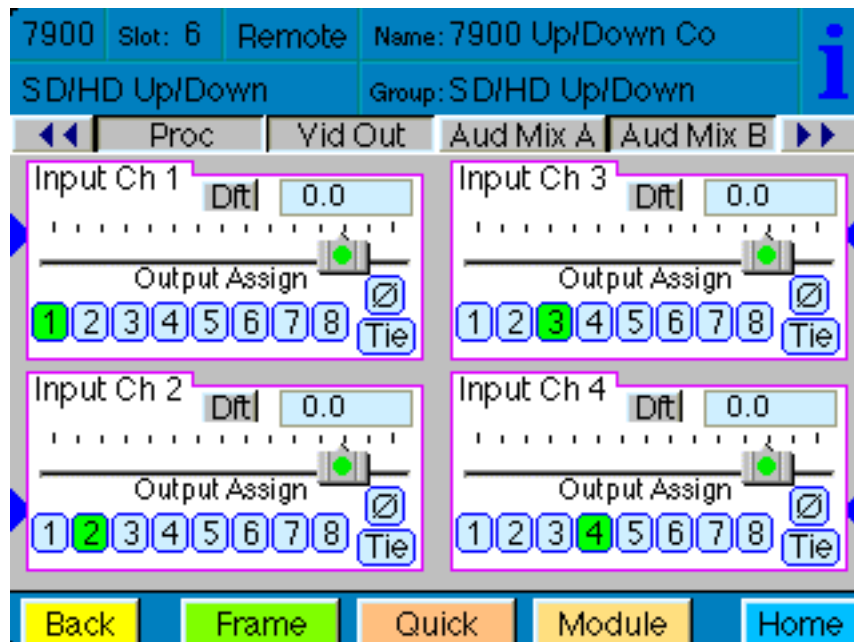 7900 Slot: 6 Remote Name: 7900 Up/Down Co
i
SD/HD Up/Down Group: SD/HD Up/Down
Proc Vid Out Aud Mix A Aud Mix B
Input Ch 1 Dft 0.0
Output Assign Ø
1 2 3 4 5 6 7 8 Tie
Input Ch 3 Dft 0.0
Output Assign Ø
1 2 3 4 5 6 7 8 Tie
Input Ch 2 Dft 0.0
Output Assign Ø
1 2 3 4 5 6 7 8 Tie
Input Ch 4 Dft 0.0
Output Assign Ø
1 2 3 4 5 6 7 8 Tie
Back Frame Quick Module Home